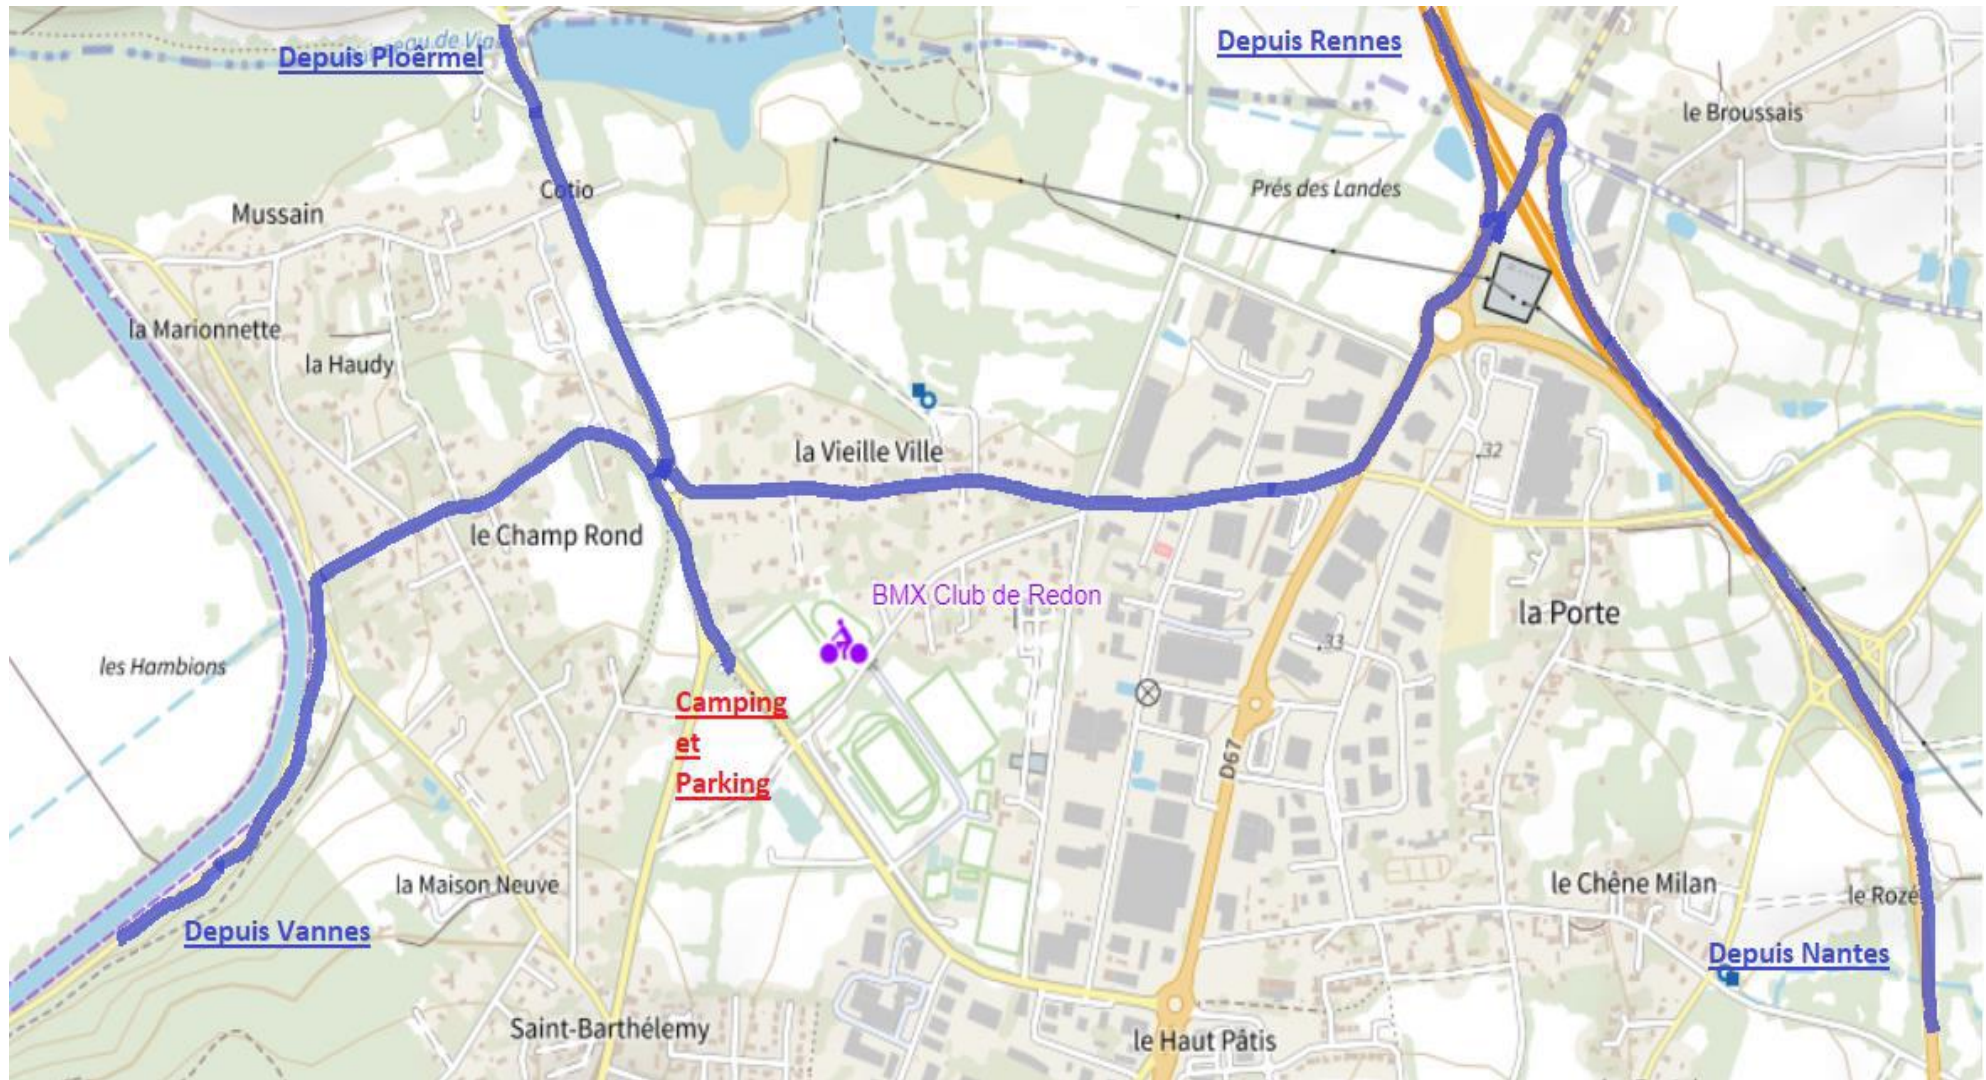 Depuis Rennes
Depuis Ploêrmel
le Broussais
Cotio
Prés des Landes
Mussain
la Marionnette
la Haudy
la Vieille Ville
32
le Champ Rond
BMX Club de Redon
la Porte
33
les Hambions
Camping
et
Parking
D67
la Maison Neuve
le Chêne Milan
le Rozé
Depuis Vannes
Depuis Nantes
Saint-Barthélemy
le Haut Pâtis